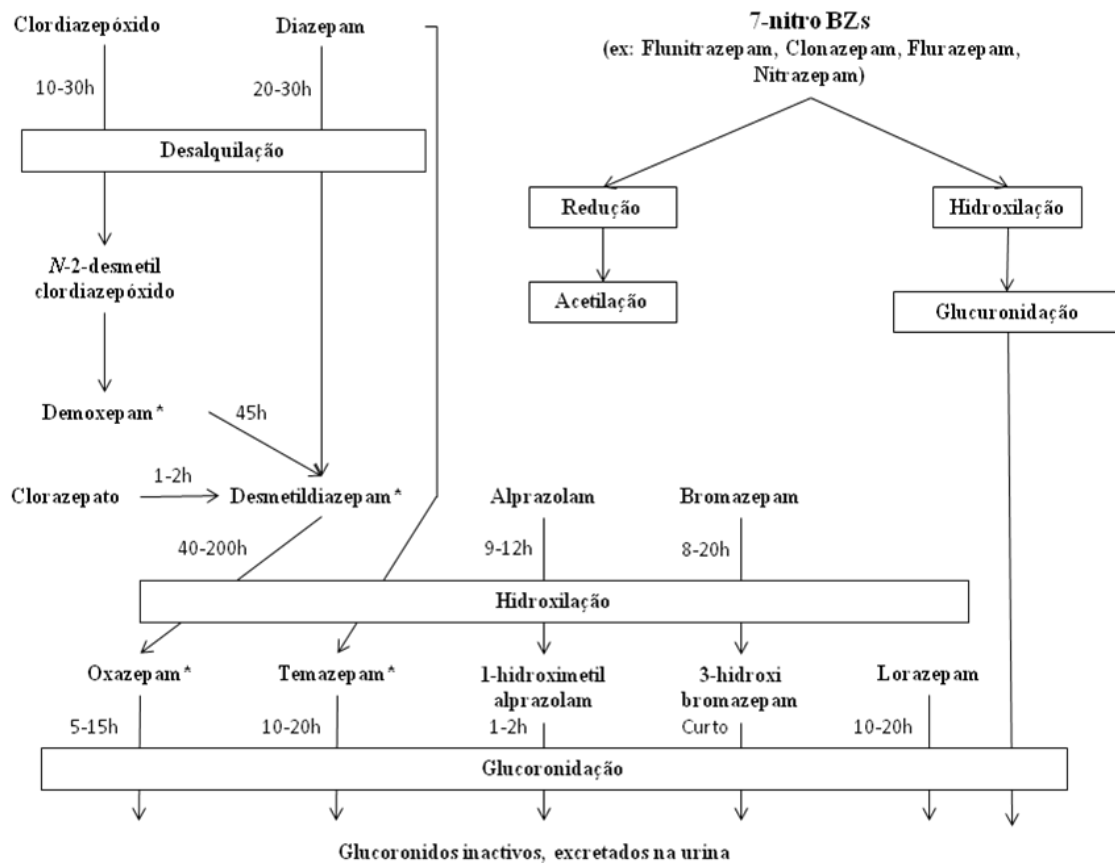 Clordiazepóxido
Diazepam
7-nitro BZs
(ex: Flunitrazepam, Clonazepam, Flurazepam,
Nitrazepam)
10-30h
20-30h
Desalquilação
Redução
Hidroxilação
N-2-desmetil
clordiazepóxido
Acetilação
Glucuronidação
Demoxepam*
45h
Clorazepato
1-2h
Desmetildiazepam*
Alprazolam
Bromazepam
40-200h
9-12h
8-20h
Hidroxilação
Oxazepam*
Temazepam*
1-hidroximetil
alprazolam
3-hidroxi
bromazepam
Lorazepam
5-15h
10-20h
1-2h
Curto
10-20h
Glucoronidação
Glucoronidos inactivos, excretados na urina